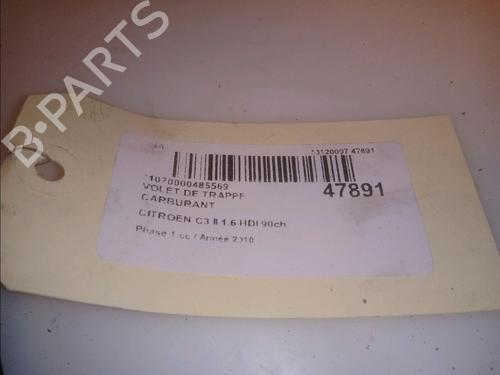 B-PARTS
13120007 47891
*1070000485569
47891
VOLET DE TRAPPE
CARBURANT
CITROEN C3 II 1.6 HDI 90ch
Phase 1 cc / Année 2010